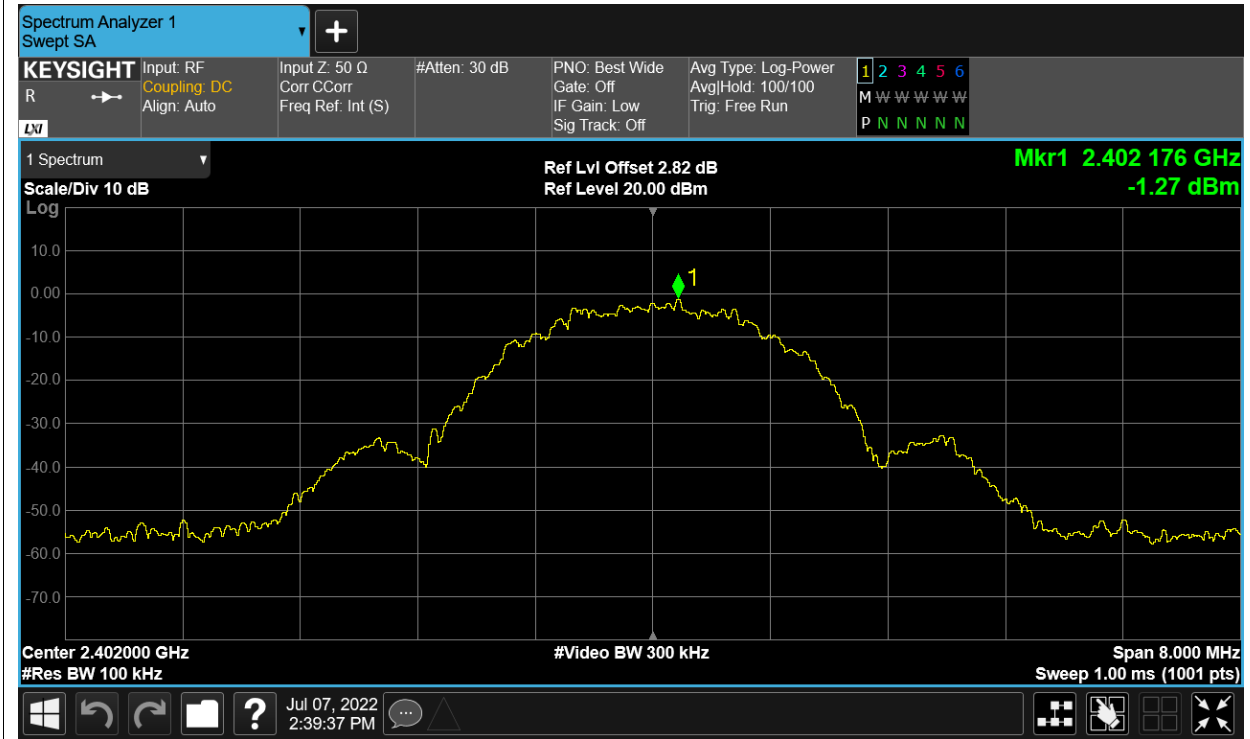 Spectrum Analyzer 1
Swept SA
+
KEYSIGHT
R
LXI
Input: RF
Coupling: DC
Align: Auto
Input Z: 50 Ω
Corr CCorr
Freq Ref: Int (S)
#Atten: 30 dB
PNO: Best Wide
Gate: Off
IF Gain: Low
Sig Track: Off
Avg Type: Log-Power
Avg|Hold: 100/100
Trig: Free Run
1 2 3 4 5 6
M W W W W W W
P N N N N N N
1 Spectrum
Scale/Div 10 dB
Log
Ref Lvl Offset 2.82 dB
Ref Level 20.00 dBm
Mkr1 2.402 176 GHz
-1.27 dBm
10.0
0.00
-10.0
-20.0
-30.0
-40.0
-50.0
-60.0
-70.0
1
Center 2.402000 GHz
#Res BW 100 kHz
#Video BW 300 kHz
Span 8.000 MHz
Sweep 1.00 ms (1001 pts)
?
Jul 07, 2022
2:39:37 PM